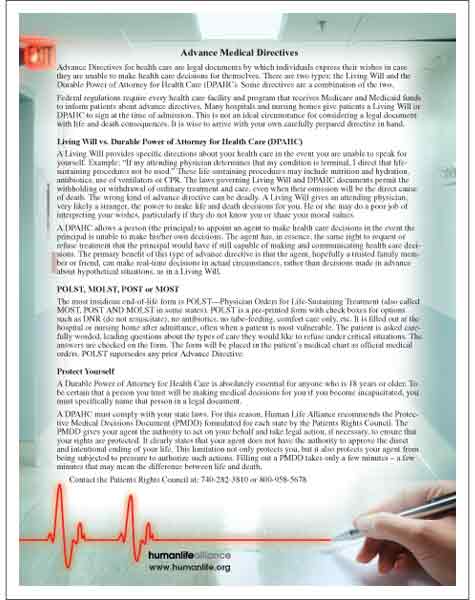 EXIT
Advance Medical Directives
Advance Directives for health care are legal documents by which individuals express their wishes in case
they are unable to make health care decisions for themselves. There are two types: the Living Will and the
Durable Power of Attorney for Health Care (DPAHC). Some directives are a combination of the two.
Federal regulations require every health care facility and program that receives Medicare and Medicaid funds
to inform patients about advance directives. Many hospitals and nursing homes give patients a Living Will or
DPAHC to sign at the time of admission. This is not an ideal circumstance for considering a legal document
with life and death consequences. It is wise to arrive with your own carefully prepared directive in hand.
Living Will vs. Durable Power of Attorney for Health Care (DPAHC)
A Living Will provides specific directions about your health care in the event you are unable to speak for
yourself. Example: "If my attending physician determines that my condition is terminal, I direct that life-
sustaining procedures not be used." These life-sustaining procedures may include nutrition and hydration,
antibiotics, use of ventilators or CPR. The laws governing Living Will and DPAHC documents permit the
withholding or withdrawal of ordinary treatment and care, even when their omission will be the direct cause
of death. The wrong kind of advance directive can be deadly. A Living Will gives an attending physician,
very likely a stranger, the power to make life and death decisions for you. He or she may do a poor job of
interpreting your wishes, particularly if they do not know you or share your moral values.
A DPAHC allows a person (the principal) to appoint an agent to make health care decisions in the event the
principal is unable to make his/her own decisions. The agent has, in essence, the same right to request or
refuse treatment that the principal would have if still capable of making and communicating health care deci-
sions. The primary benefit of this type of advance directive is that the agent, hopefully a trusted family mem-
ber or friend, can make real-time decisions in actual circumstances, rather than decisions made in advance
about hypothetical situations, as in a Living Will.
POLST, MOLST, POST or MOST
The most insidious end-of-life form is POLST—Physician Orders for Life-Sustaining Treatment (also called
MOST, POST AND MOLST in some states). POLST is a pre-printed form with check boxes for options
such as DNR (do not resuscitate), no antibiotics, no tube-feeding, comfort care only, etc. It is filled out at the
hospital or nursing home after admittance, often when a patient is most vulnerable. The patient is asked care-
fully worded, leading questions about the types of care they would like to refuse under critical situations. The
answers are checked on the form. The form will be placed in the patient's medical chart as official medical
orders. POLST supersedes any prior Advance Directive.
Protect Yourself
A Durable Power of Attorney for Health Care is absolutely essential for anyone who is 18 years or older. To
be certain that a person you trust will be making medical decisions for you if you become incapacitated, you
must specifically name that person in a legal document.
A DPAHC must comply with your state laws. For this reason, Human Life Alliance recommends the Protec-
tive Medical Decisions Document (PMDD) formulated for each state by the Patients Rights Council. The
PMDD gives your agent the authority to act on your behalf and take legal action, if necessary, to ensure that
your rights are protected. It clearly states that your agent does not have the authority to approve the direct
and intentional ending of your life. This limitation not only protects you, but it also protects your agent from
being subjected to pressure to authorize such actions. Filling out a PMDD takes only a few minutes – a few
minutes that may mean the difference between life and death.
Contact the Patients Rights Council at: 740-282-3810 or 800-958-5678
humanlifealliance
www.humanlife.org